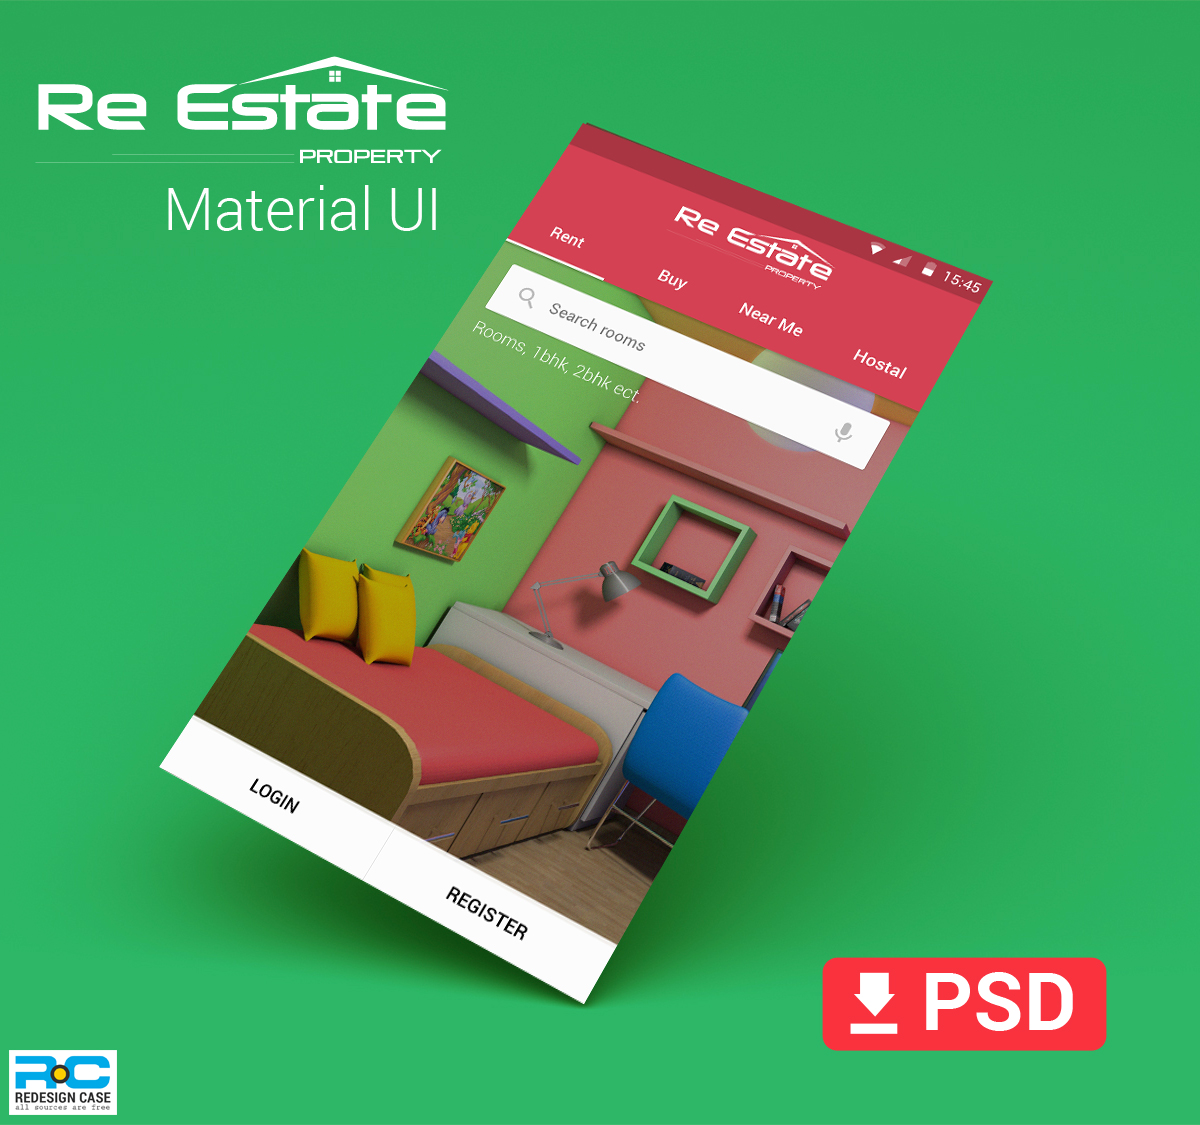 Re Estate
PROPERTY
Material UI
15:45
Re Estate
PROPERTY
Rent
Buy
Near Me
Hostal
Search rooms
Rooms, 1bhk, 2bhk ect.
LOGIN
REGISTER
PSD
RC
REDESIGN CASE
all sources are free